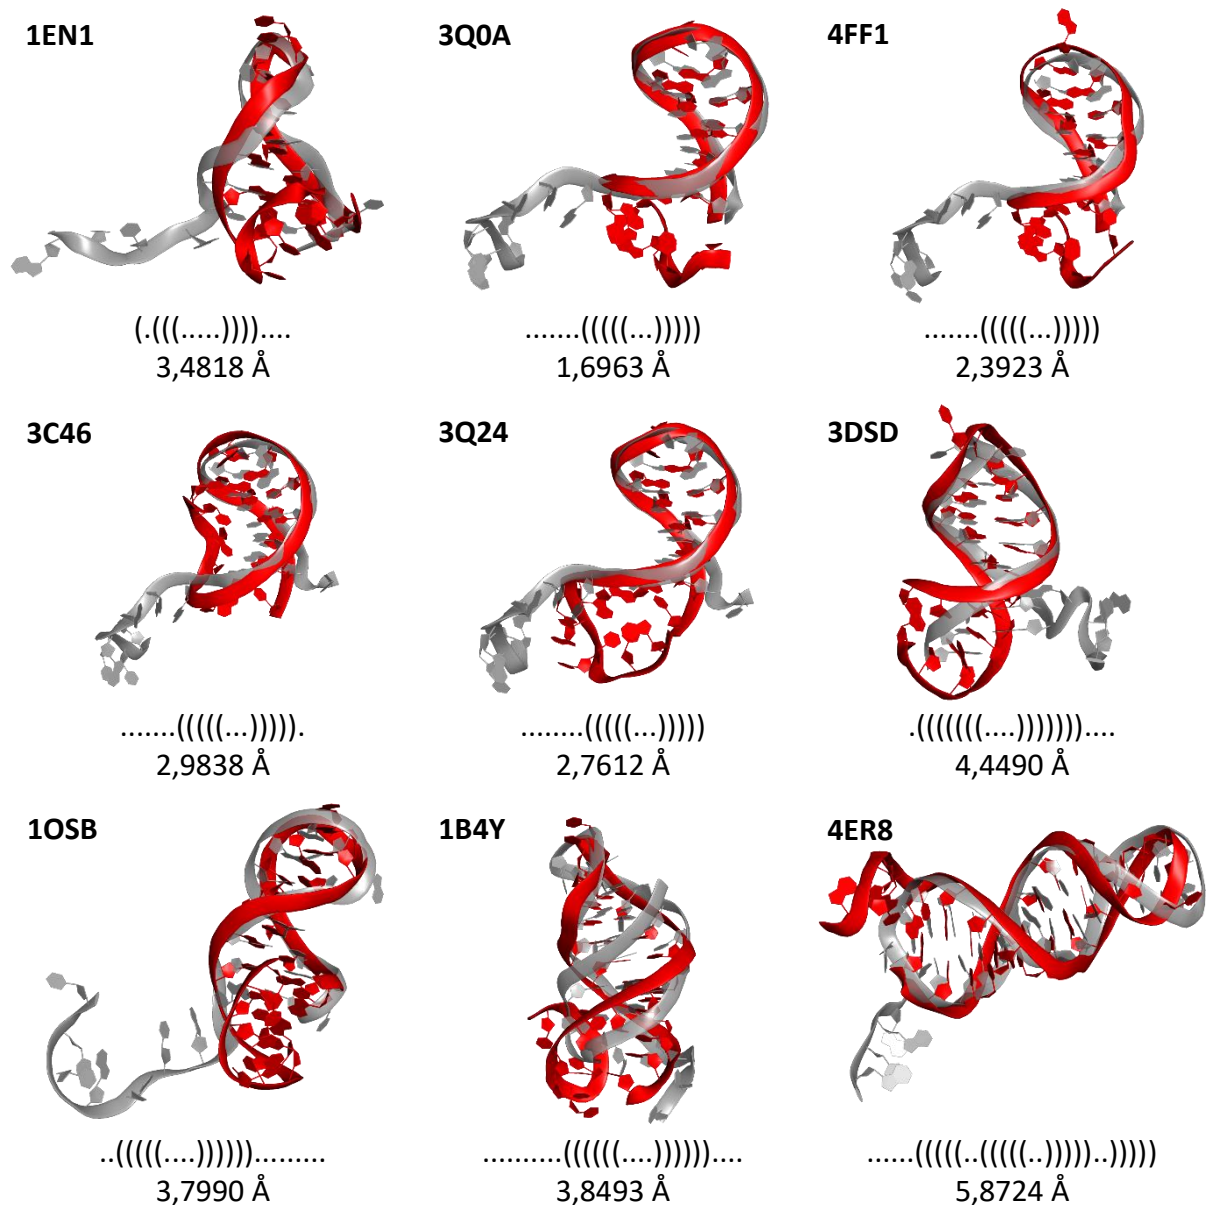 1EN1
(.(((.....))))....
3,4818 Å
3Q0A
.......(((((...)))))
1,6963 Å
4FF1
.......(((((...)))))
2,3923 Å
3C46
.......(((((...))))).
2,9838 Å
3Q24
........(((((...)))))
2,7612 Å
3DSD
.(((((((....)))))))....
4,4490 Å
1OSB
..(((((....)))))).........
3,7990 Å
1B4Y
..........((((((....))))))....
3,8493 Å
4ER8
......(((((..(((((..)))))..)))))
5,8724 Å